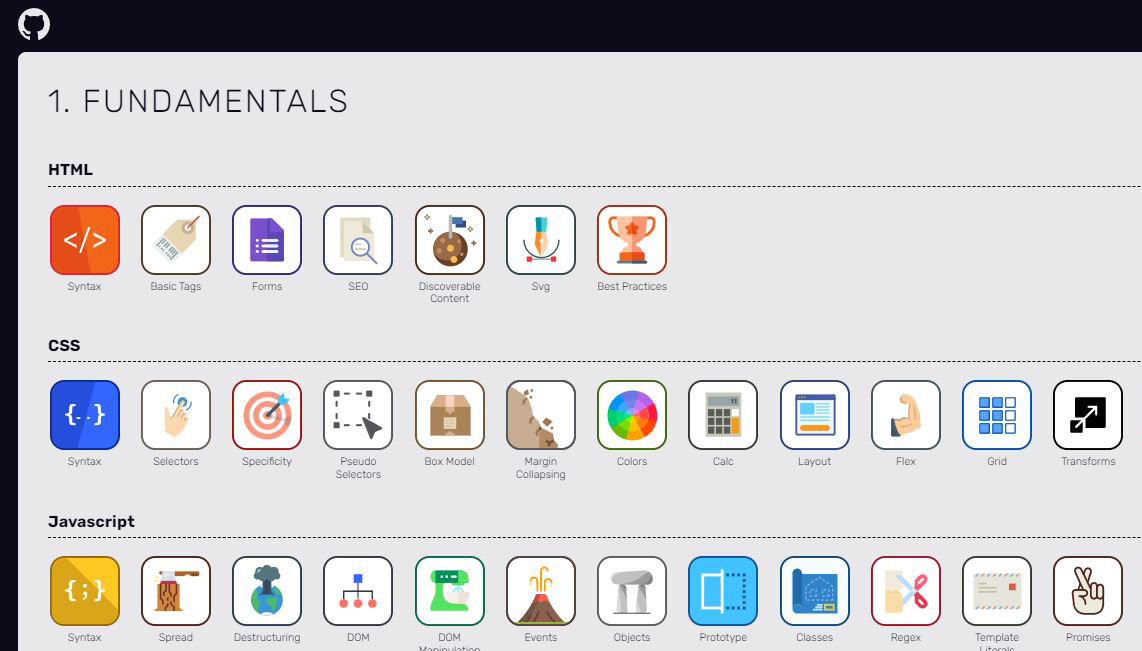 1. FUNDAMENTALS
HTML
</>
Syntax
Basic Tags
Forms
SEO
Discoverable
Content
Svg
Best Practices
CSS
{..}
Syntax
Selectors
Specificity
Pseudo
Selectors
Box Model
Margin
Collapsing
Colors
Calc
Layout
Flex
Grid
Transforms
Javascript
{;}
Syntax
Spread
Destructuring
DOM
DOM
Manipulation
Events
Objects
Prototype
Classes
Regex
Template
Literals
Promises